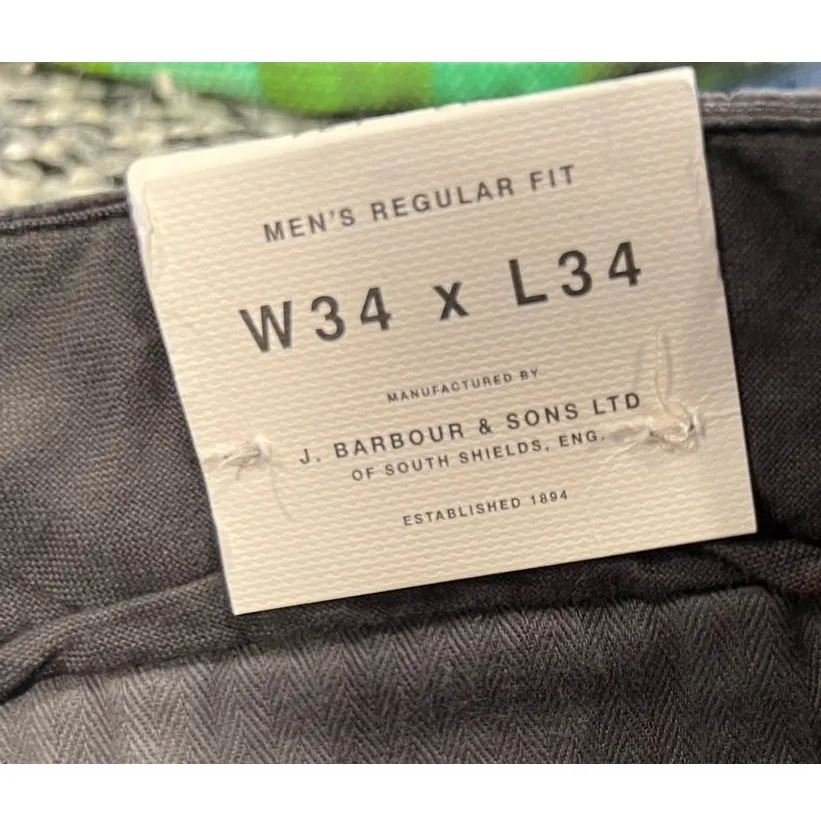 MEN'S REGULAR FIT
W34 x L34
MANUFACTURED BY
J. BARBOUR & SONS LTD
OF SOUTH SHIELDS, ENG.
ESTABLISHED 1894